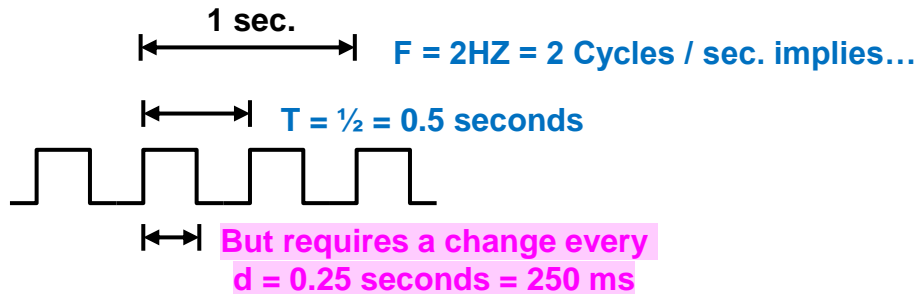 1 sec.
F = 2HZ = 2 Cycles / sec. implies…
T = ½ = 0.5 seconds
But requires a change every
d = 0.25 seconds = 250 ms